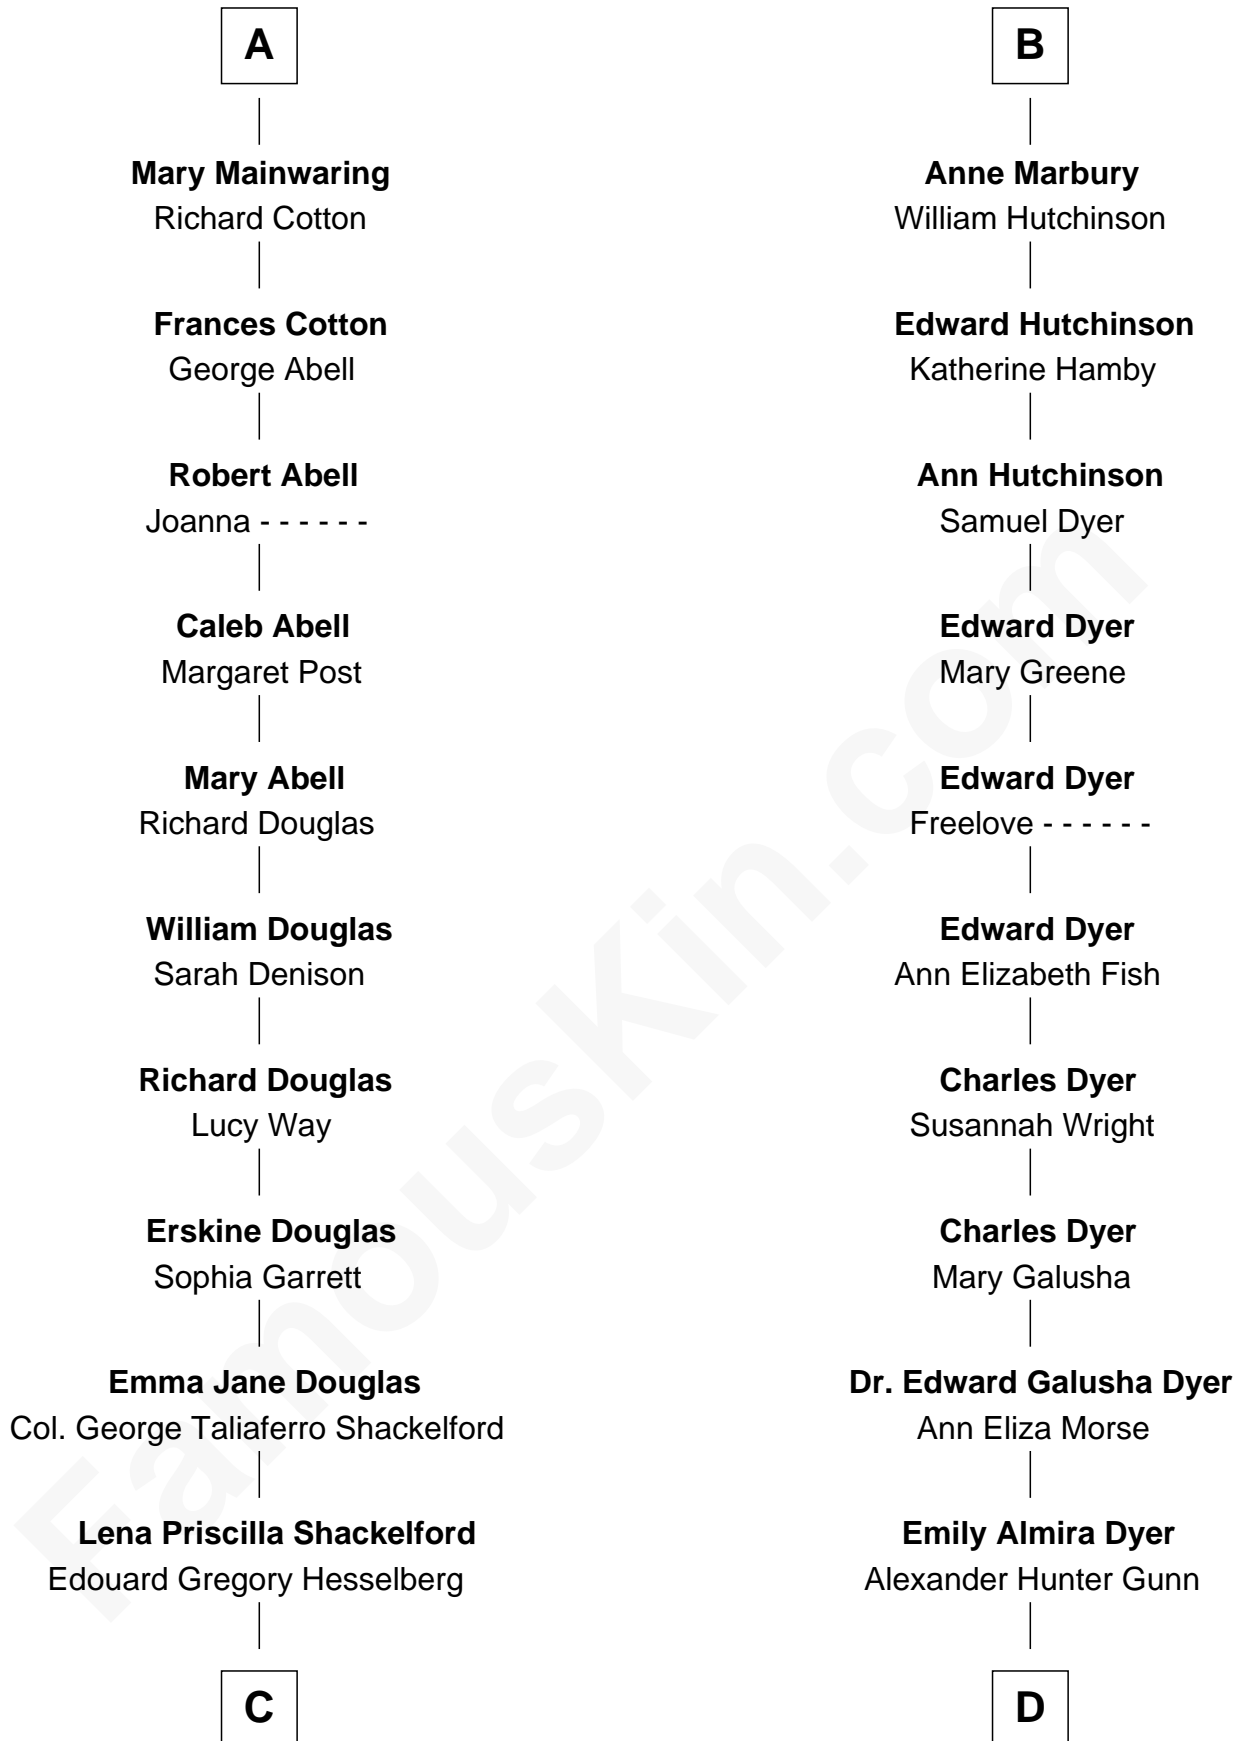 A
Mary Mainwaring
Richard Cotton
Frances Cotton
George Abell
Robert Abell
Joanna - - - - - -
Caleb Abell
Margaret Post
Mary Abell
Richard Douglas
William Douglas
Sarah Denison
Richard Douglas
Lucy Way
Erskine Douglas
Sophia Garrett
Emma Jane Douglas
Col. George Taliaferro Shackelford
Lena Priscilla Shackelford
Edouard Gregory Hesselberg
C
B
Anne Marbury
William Hutchinson
Edward Hutchinson
Katherine Hamby
Ann Hutchinson
Samuel Dyer
Edward Dyer
Mary Greene
Edward Dyer
Freelove - - - - - -
Edward Dyer
Ann Elizabeth Fish
Charles Dyer
Susannah Wright
Charles Dyer
Mary Galusha
Dr. Edward Galusha Dyer
Ann Eliza Morse
Emily Almira Dyer
Alexander Hunter Gunn
D
FamousKin.com